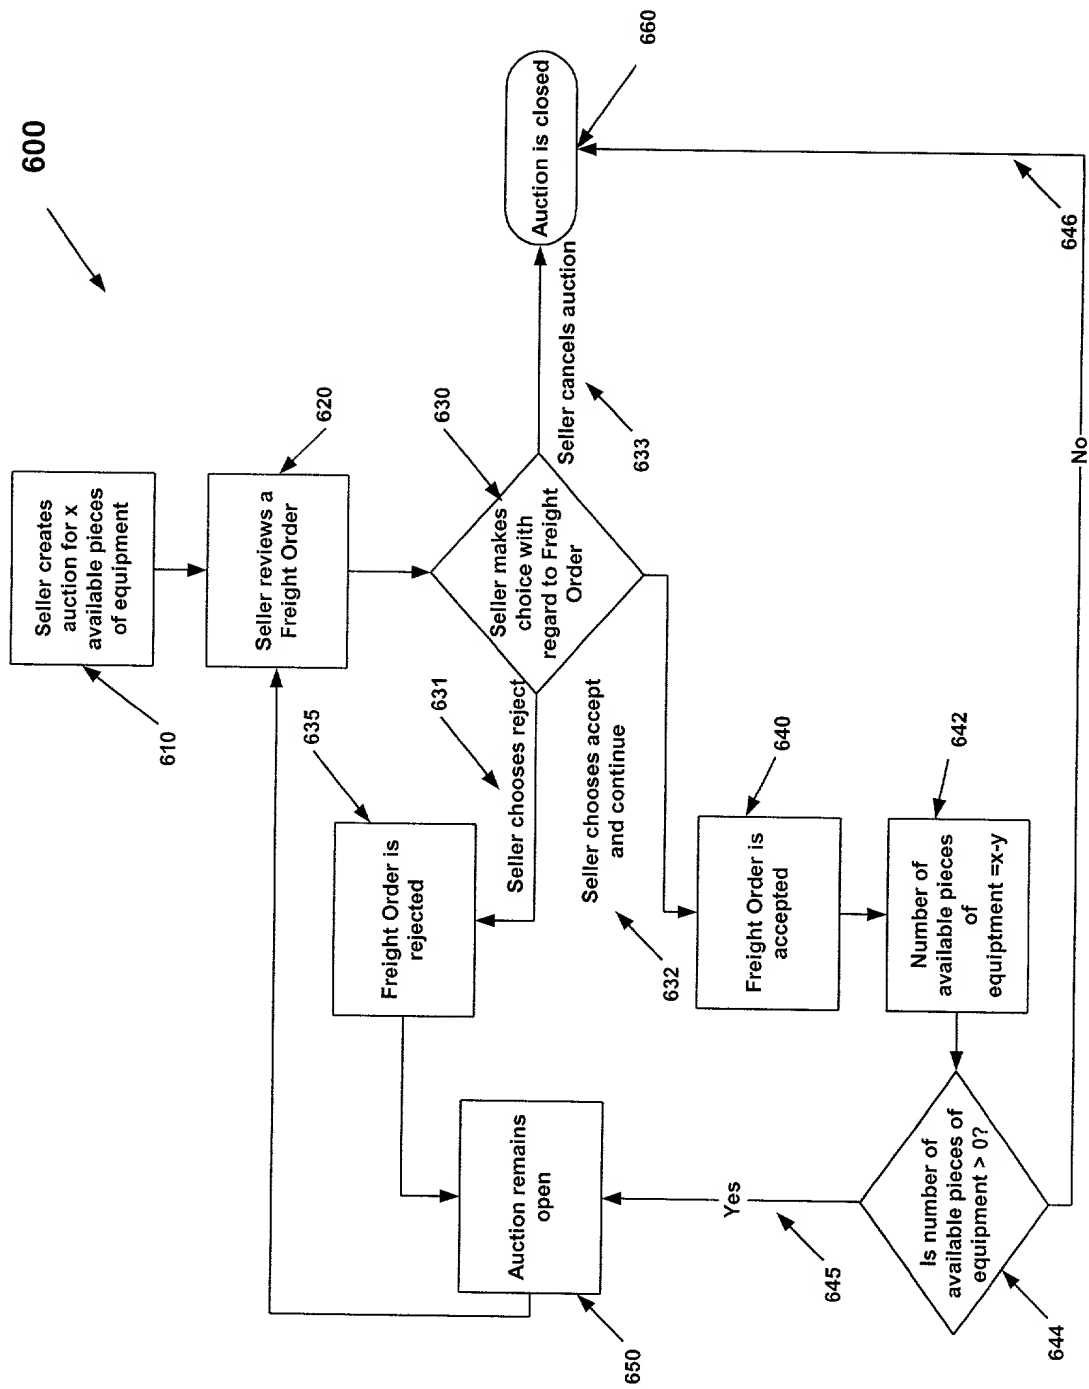 600
Seller creates
auction for x
available pieces
of equipment
610
Seller reviews a
Freight Order
620
Seller makes
choice with
regard to Freight
Order
630
Seller chooses reject
631
Freight Order is
rejected
635
Seller chooses accept
and continue
632
Seller cancels auction
633
Auction is closed
660
Freight Order is
accepted
640
Number of
available pieces
of
equiptment =x-y
642
Is number of
available pieces of
equipment > 0?
644
Yes
645
No
646
Auction remains
open
650